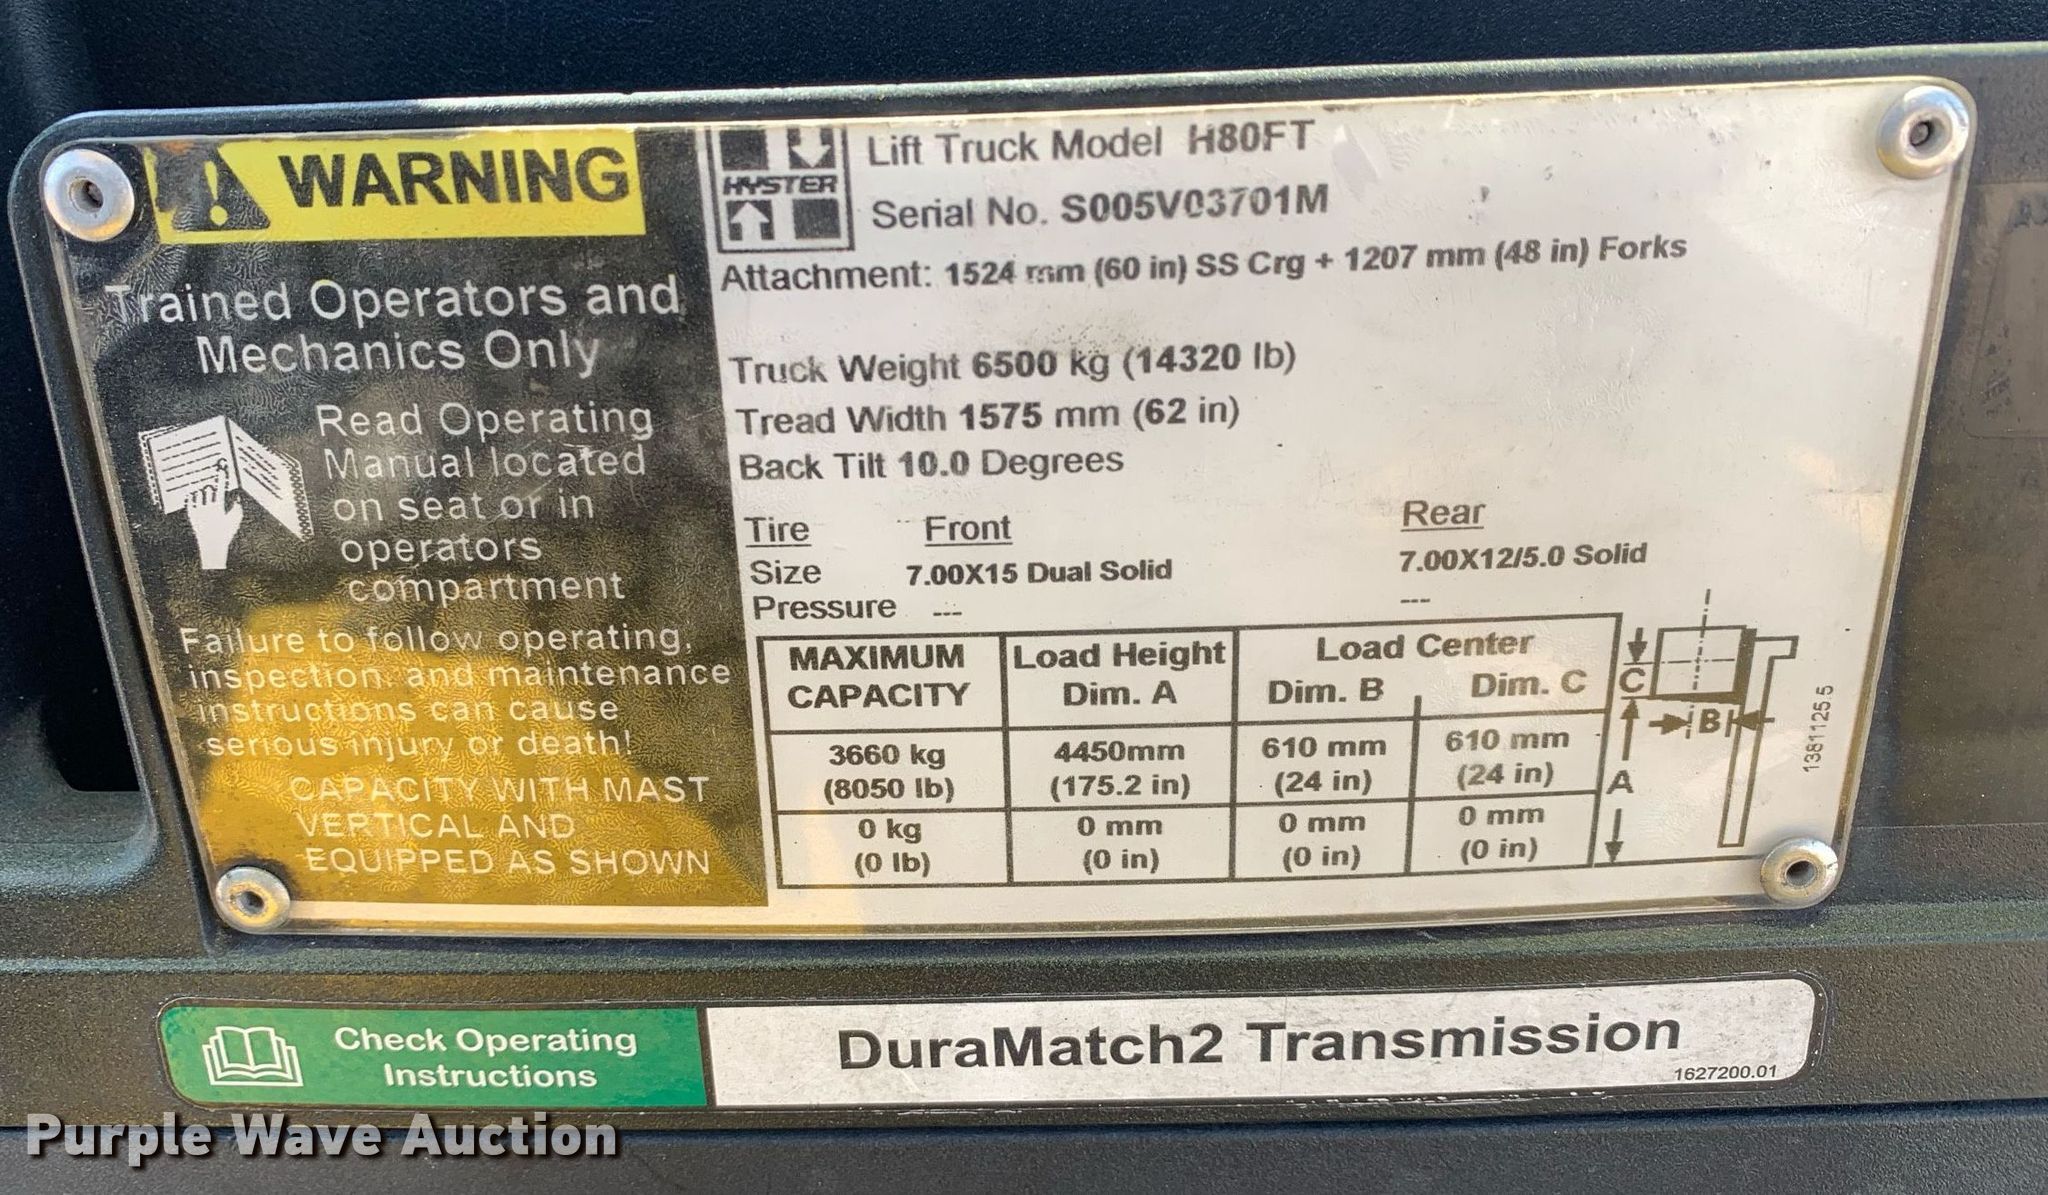 WARNING
Trained Operators and
Mechanics Only
Read Operating
Manual located
on seat or in
operators
compartment
Failure to follow operating,
inspection, and maintenance
instructions can cause
serious injury or death!
CAPACITY WITH MAST
VERTICAL AND
EQUIPPED AS SHOWN
HYSTER
Lift Truck Model H80FT
Serial No. S005V03701M
Attachment: 1524 mm (60 in) SS Crg + 1207 mm (48 in) Forks
Truck Weight 6500 kg (14320 lb)
Tread Width 1575 mm (62 in)
Back Tilt 10.0 Degrees
Tire Front Rear
Size 7.00X15 Dual Solid 7.00X12/5.0 Solid
Pressure --- ---
MAXIMUM Load Height Load Center
CAPACITY Dim. A Dim. B Dim. C
3660 kg 4450mm 610 mm 610 mm
(8050 lb) (175.2 in) (24 in) (24 in)
0 kg 0 mm 0 mm 0 mm
(0 lb) (0 in) (0 in) (0 in)
C
B
A
1381125.5
Check Operating
Instructions
DuraMatch2 Transmission
1627200.01
Purple Wave Auction